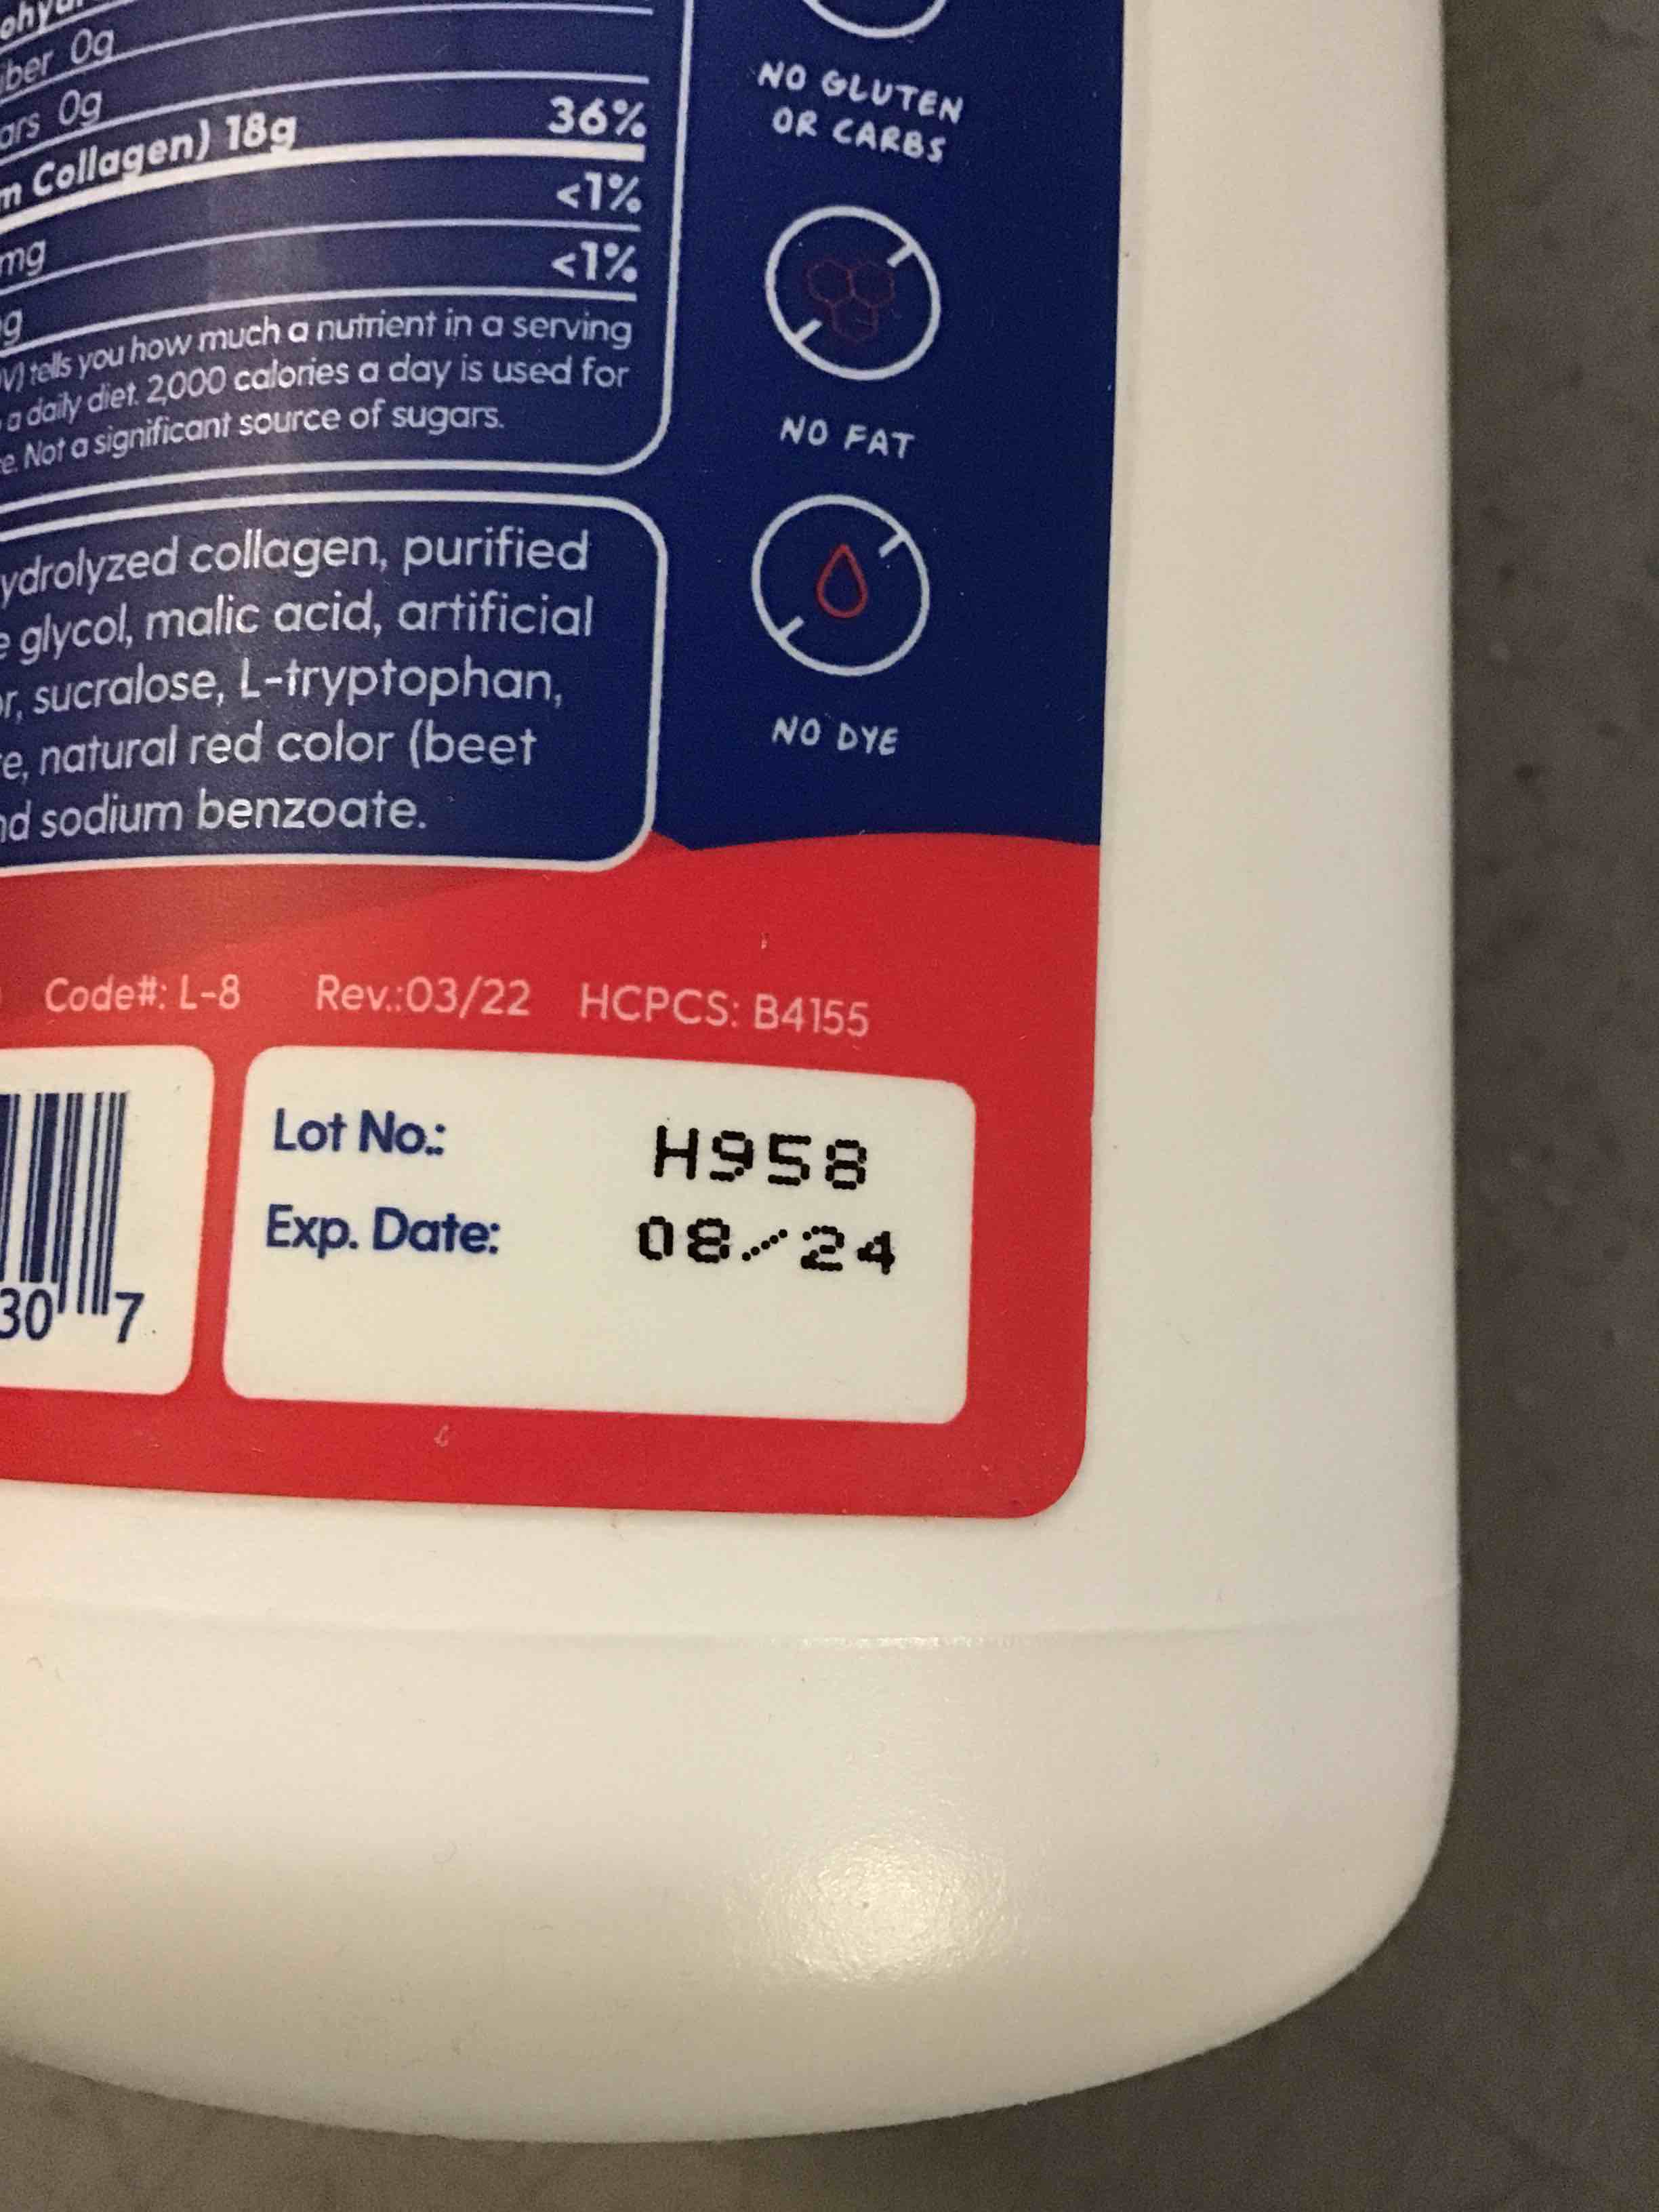 0g
0g
Collagen) 18g 36%
<1%
mg <1%
g
tells you how much a nutrient in a serving
a daily diet. 2,000 calories a day is used for
Not a significant source of sugars.
ydrolyzed collagen, purified
glycol, malic acid, artificial
sucralose, L-tryptophan,
natural red color (beet
sodium benzoate.
NO GLUTEN
OR CARBS
NO FAT
NO DYE
Code#: L-8 Rev.:03/22 HCPCS: B4155
30 7
Lot No.: H958
Exp. Date: 08/24